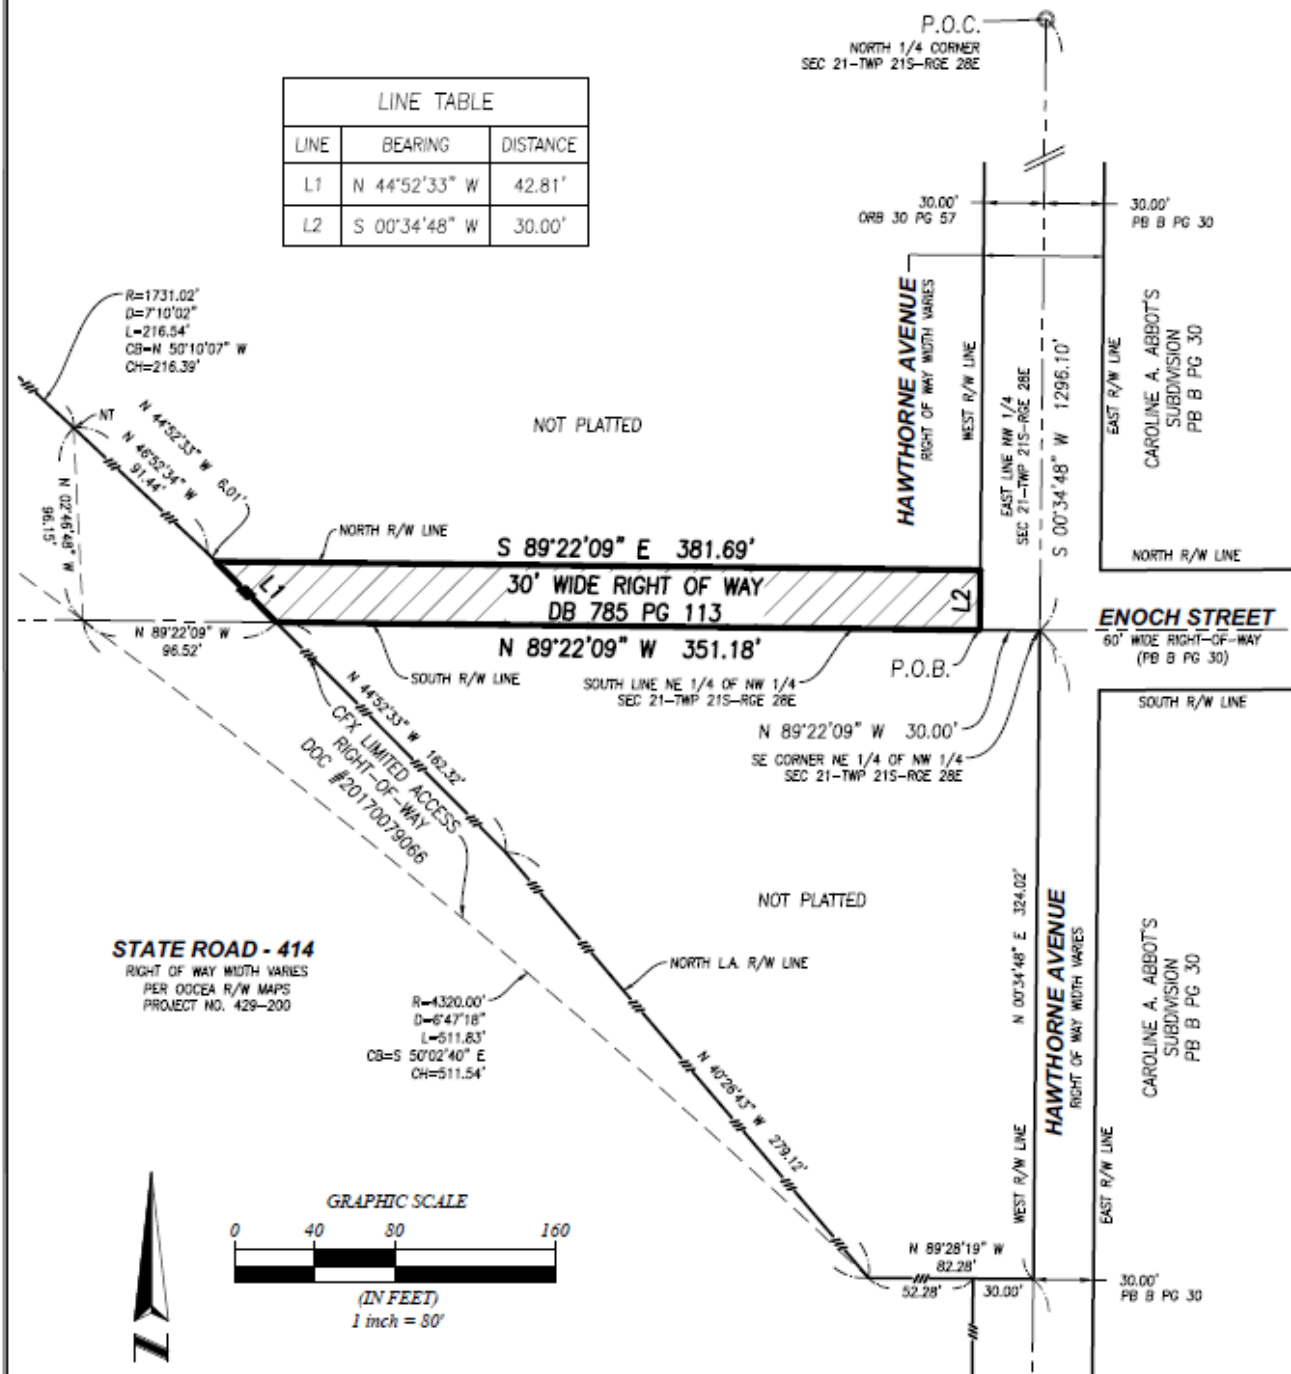 P.O.C.
NORTH 1/4 CORNER
SEC 21-TWP 21S-RGE 28E
LINE TABLE
LINE BEARING DISTANCE
L1 N 44°52'33" W 42.81'
L2 S 00°34'48" W 30.00'
30.00'
ORB 30 PG 57
30.00'
PB B PG 30
HAWTHORNE AVENUE
RIGHT OF WAY WIDTH VARIES
WEST R/W LINE
EAST LINE NW 1/4
SEC 21-TWP 21S-RGE 28E
S 00°34'48" W 1296.10'
EAST R/W LINE
CAROLINE A. ABBOT'S
SUBDIVISION
PB B PG 30
R=1731.02'
D=7°10'02"
L=216.54'
CB=N 50°10'07" W
CH=216.39'
NT
N 44°52'33" W 6.01'
N 46°52'34" W
91.44'
N 02°46'48" W
96.15'
NOT PLATTED
NORTH R/W LINE
S 89°22'09" E 381.69'
L1
30' WIDE RIGHT OF WAY
DB 785 PG 113
L2
NORTH R/W LINE
ENOCH STREET
60' WIDE RIGHT-OF-WAY
(PB B PG 30)
SOUTH R/W LINE
N 89°22'09" W
96.52'
N 89°22'09" W 351.18'
SOUTH R/W LINE
SOUTH LINE NE 1/4 OF NW 1/4
SEC 21-TWP 21S-RGE 28E
P.O.B.
N 89°22'09" W 30.00'
SE CORNER NE 1/4 OF NW 1/4
SEC 21-TWP 21S-RGE 28E
N 44°52'33" W 162.32'
CFX LIMITED ACCESS
RIGHT-OF-WAY
DOC #20170079066
NOT PLATTED
N 00°34'48" E 324.02'
HAWTHORNE AVENUE
RIGHT OF WAY WIDTH VARIES
CAROLINE A. ABBOT'S
SUBDIVISION
PB B PG 30
STATE ROAD - 414
RIGHT OF WAY WIDTH VARIES
PER OOCEA R/W MAPS
PROJECT NO. 429-200
NORTH L.A. R/W LINE
R=4320.00'
D=6°47'18"
L=511.83'
CB=S 50°02'40" E
CH=511.54'
N 40°26'43" W 279.12'
WEST R/W LINE
EAST R/W LINE
N 89°28'19" W
82.28'
52.28' 30.00'
30.00'
PB B PG 30
GRAPHIC SCALE
0 40 80 160
(IN FEET)
1 inch = 80'
N